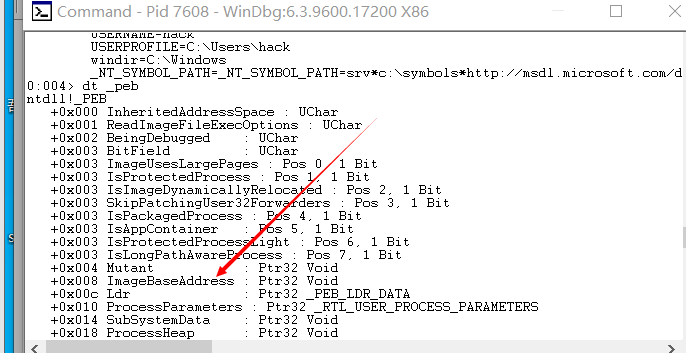 Command - Pid 7608 - WinDbg:6.3.9600.17200 X86
USERNAME=hack
USERPROFILE=C:\Users\hack
windir=C:\Windows
_NT_SYMBOL_PATH=_NT_SYMBOL_PATH=srv*c:\symbols*http://msdl.microsoft.com/d
0:004> dt _peb
ntdll!_PEB
+0x000 InheritedAddressSpace : UChar
+0x001 ReadImageFileExecOptions : UChar
+0x002 BeingDebugged : UChar
+0x003 BitField : UChar
+0x003 ImageUsesLargePages : Pos 0, 1 Bit
+0x003 IsProtectedProcess : Pos 1, 1 Bit
+0x003 IsImageDynamicallyRelocated : Pos 2, 1 Bit
+0x003 SkipPatchingUser32Forwarders : Pos 3, 1 Bit
+0x003 IsPackagedProcess : Pos 4, 1 Bit
+0x003 IsAppContainer : Pos 5, 1 Bit
+0x003 IsProtectedProcessLight : Pos 6, 1 Bit
+0x003 IsLongPathAwareProcess : Pos 7, 1 Bit
+0x004 Mutant : Ptr32 Void
+0x008 ImageBaseAddress : Ptr32 Void
+0x00c Ldr : Ptr32 _PEB_LDR_DATA
+0x010 ProcessParameters : Ptr32 _RTL_USER_PROCESS_PARAMETERS
+0x014 SubSystemData : Ptr32 Void
+0x018 ProcessHeap : Ptr32 Void